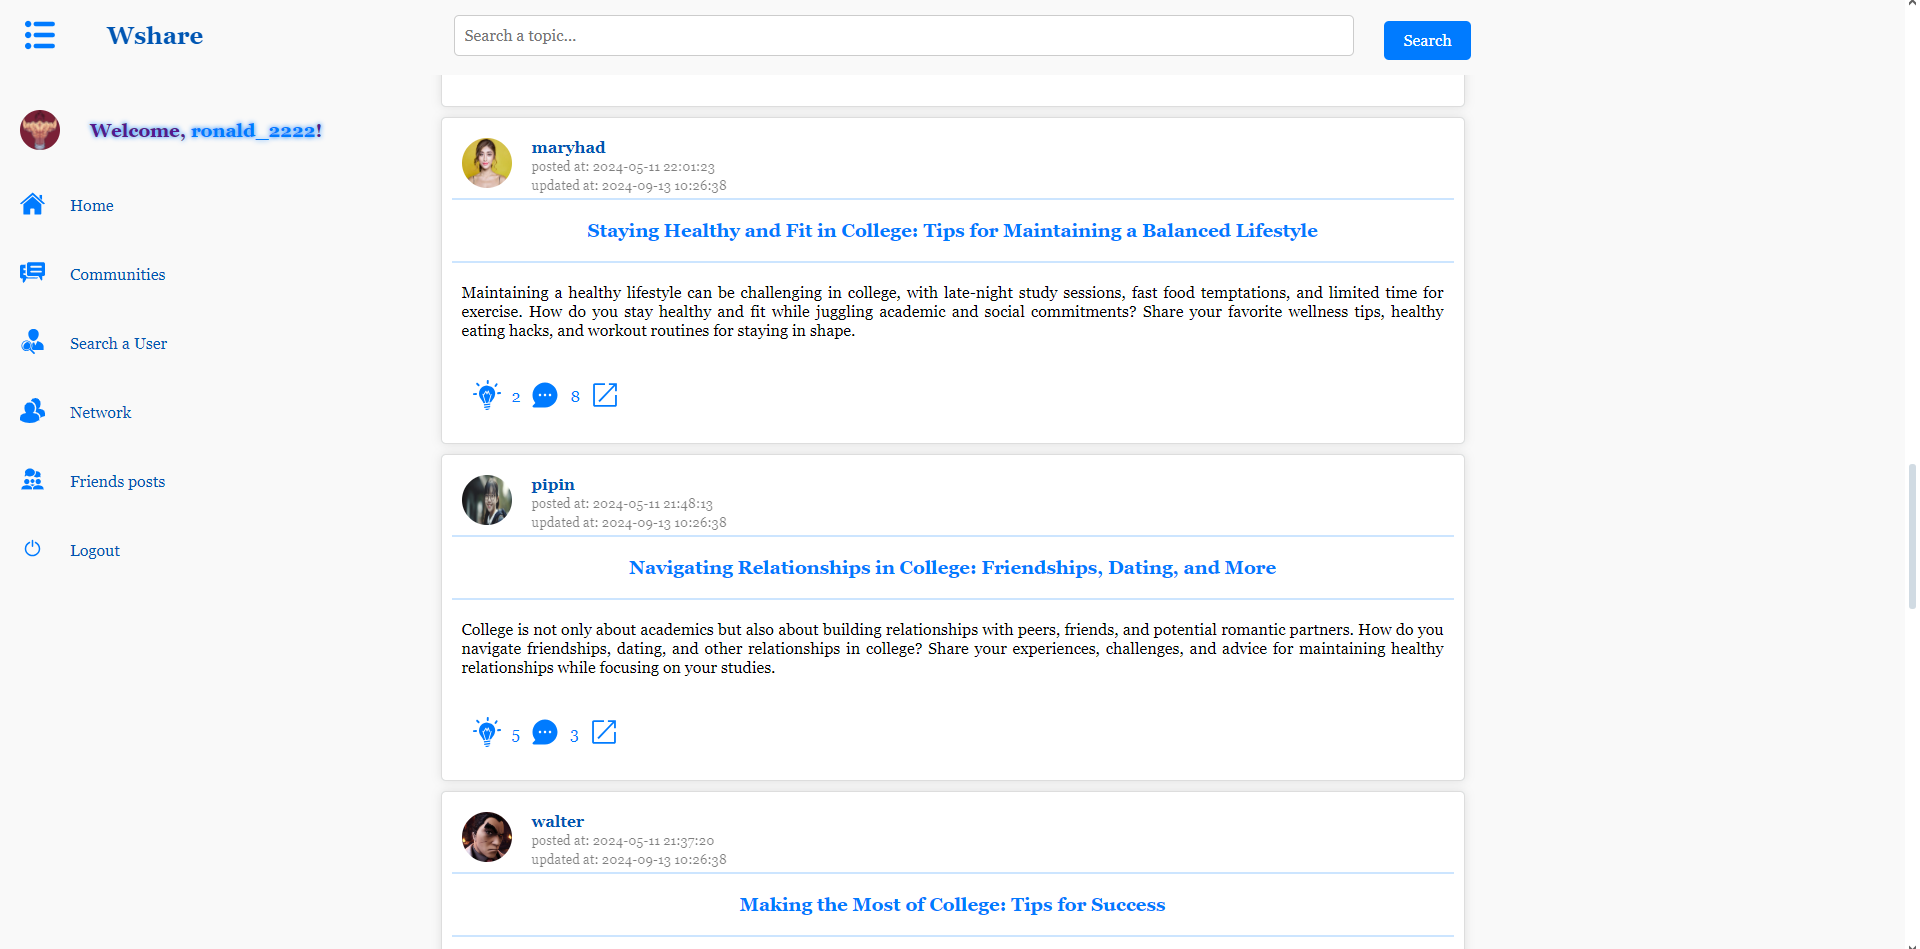 Wshare
Search a topic...
Search
Welcome, ronald_2222!
Home
Communities
Search a User
Network
Friends posts
Logout
maryhad
posted at: 2024-05-11 22:01:23
updated at: 2024-09-13 10:26:38
Staying Healthy and Fit in College: Tips for Maintaining a Balanced Lifestyle
Maintaining a healthy lifestyle can be challenging in college, with late-night study sessions, fast food temptations, and limited time for
exercise. How do you stay healthy and fit while juggling academic and social commitments? Share your favorite wellness tips, healthy
eating hacks, and workout routines for staying in shape.
2 8
pipin
posted at: 2024-05-11 21:48:13
updated at: 2024-09-13 10:26:38
Navigating Relationships in College: Friendships, Dating, and More
College is not only about academics but also about building relationships with peers, friends, and potential romantic partners. How do you
navigate friendships, dating, and other relationships in college? Share your experiences, challenges, and advice for maintaining healthy
relationships while focusing on your studies.
5 3
walter
posted at: 2024-05-11 21:37:20
updated at: 2024-09-13 10:26:38
Making the Most of College: Tips for Success